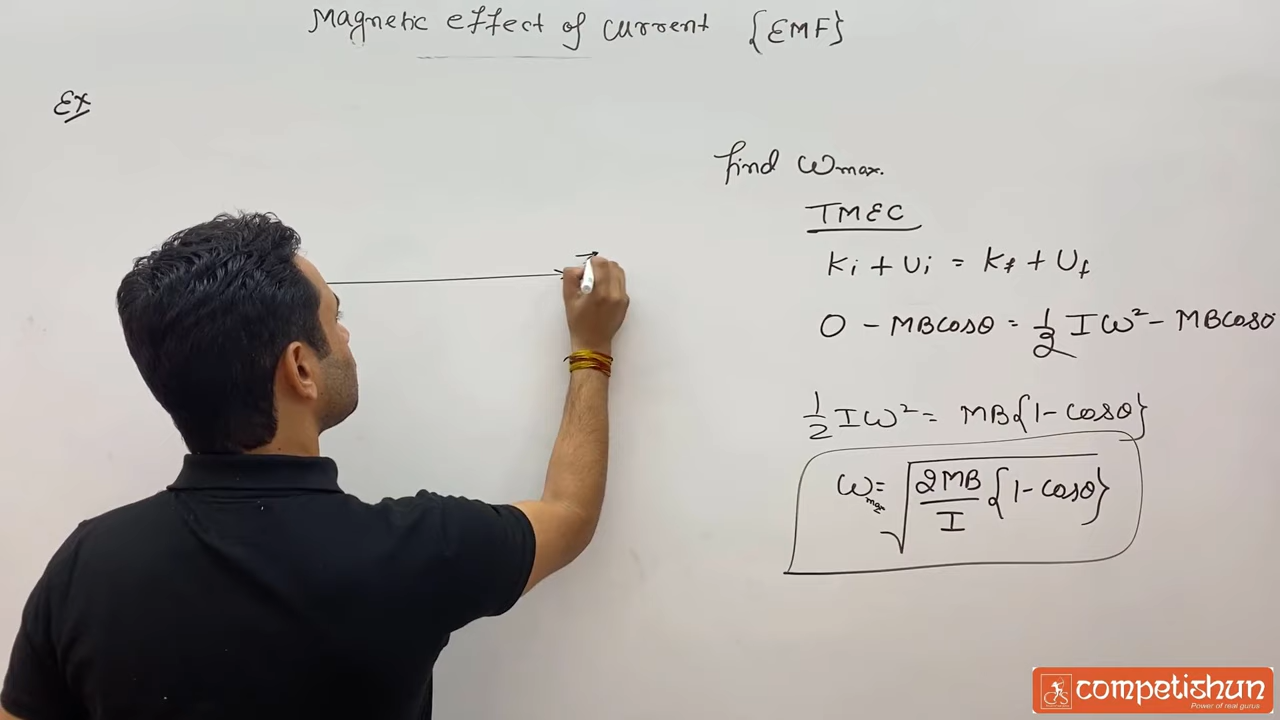 Magnetic effect of current {EMF}
Ex
find ωmax.
TMEC
Ki + Ui = Kf + Uf
0 - MBcosθ = 1/2 Iω² - MBcos0°
1/2 Iω² = MB{1-cosθ}
ωmax = √(2MB/I {1-cosθ})
competishun
Power of real gurus